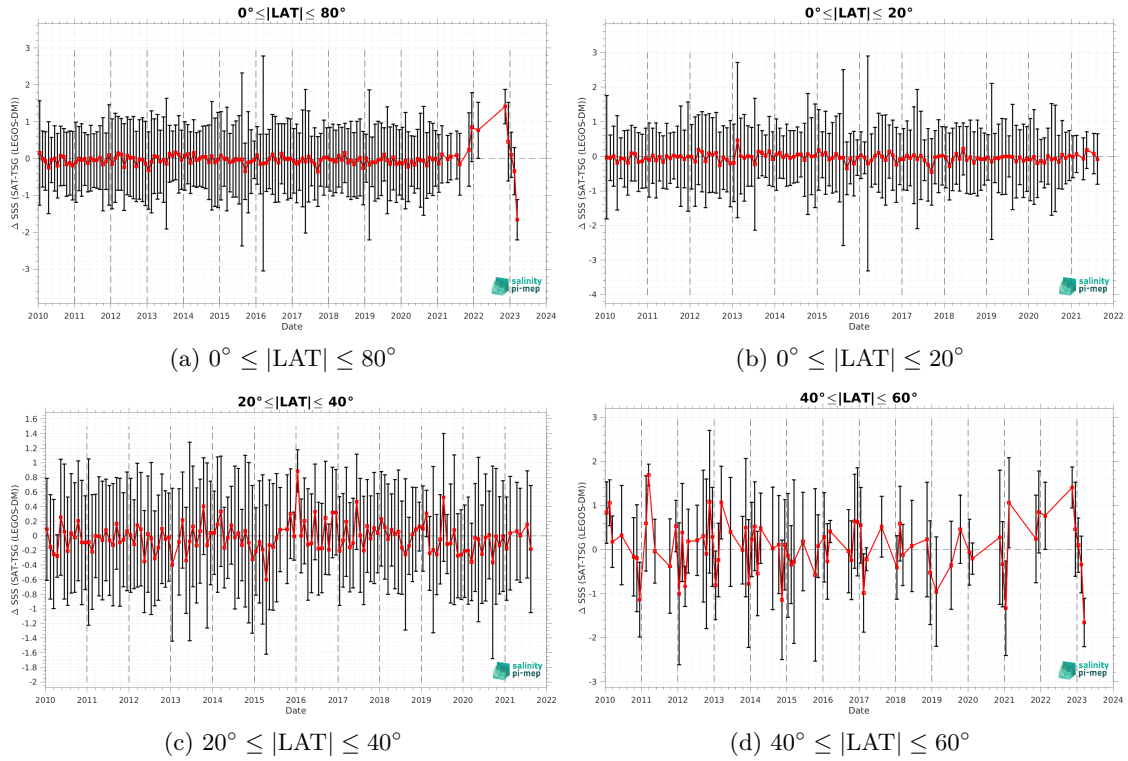 0°≤|LAT|≤ 80°
Δ SSS (SAT-TSG (LEGOS-DM))
3
2
1
0
-1
-2
-3
2010 2011 2012 2013 2014 2015 2016 2017 2018 2019 2020 2021 2022 2023 2024
Date
salinity
pi-mep
(a) 0° ≤ |LAT| ≤ 80°
0°≤|LAT|≤ 20°
Δ SSS (SAT-TSG (LEGOS-DM))
3
2
1
0
-1
-2
-3
-4
2010 2011 2012 2013 2014 2015 2016 2017 2018 2019 2020 2021 2022
Date
salinity
pi-mep
(b) 0° ≤ |LAT| ≤ 20°
20°≤|LAT|≤ 40°
Δ SSS (SAT-TSG (LEGOS-DM))
1.6
1.4
1.2
1
0.8
0.6
0.4
0.2
0
-0.2
-0.4
-0.6
-0.8
-1
-1.2
-1.4
-1.6
-1.8
-2
2010 2011 2012 2013 2014 2015 2016 2017 2018 2019 2020 2021 2022
Date
salinity
pi-mep
(c) 20° ≤ |LAT| ≤ 40°
40°≤|LAT|≤ 60°
Δ SSS (SAT-TSG (LEGOS-DM))
3
2
1
0
-1
-2
-3
2010 2011 2012 2013 2014 2015 2016 2017 2018 2019 2020 2021 2022 2023 2024
Date
salinity
pi-mep
(d) 40° ≤ |LAT| ≤ 60°